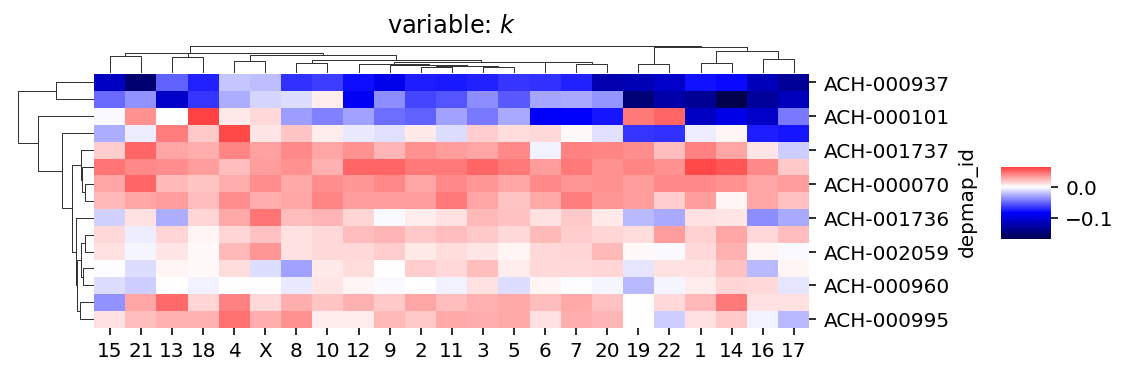 variable: k
ACH-000937
ACH-000101
ACH-001737
ACH-000070
ACH-001736
ACH-002059
ACH-000960
ACH-000995
depmap_id
0.0
−0.1
15 21 13 18 4 X 8 10 12 9 2 11 3 5 6 7 20 19 22 1 14 16 17